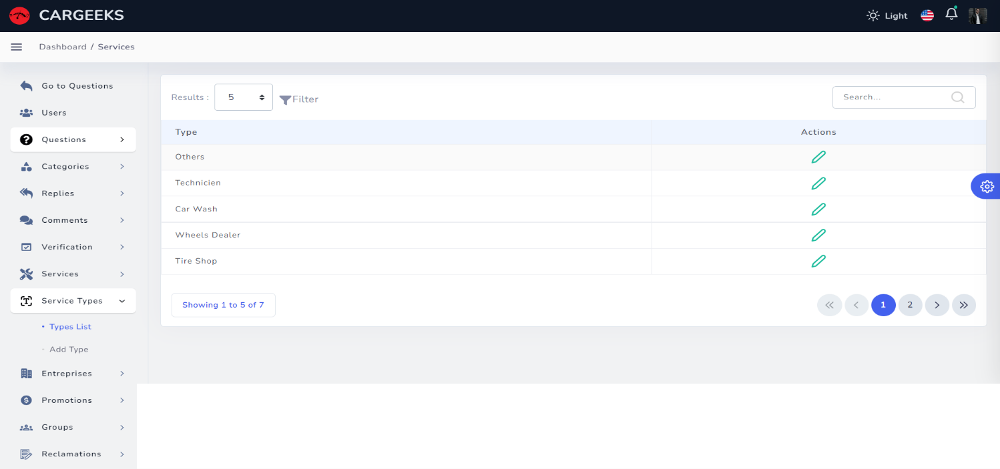 CARGEEKS
Light
Dashboard / Services
Go to Questions
Users
Questions
Categories
Replies
Comments
Verification
Services
Service Types
Types List
Add Type
Entreprises
Promotions
Groups
Reclamations
Results : 5 Filter
Search...
Type Actions
Others
Technicien
Car Wash
Wheels Dealer
Tire Shop
Showing 1 to 5 of 7
1 2